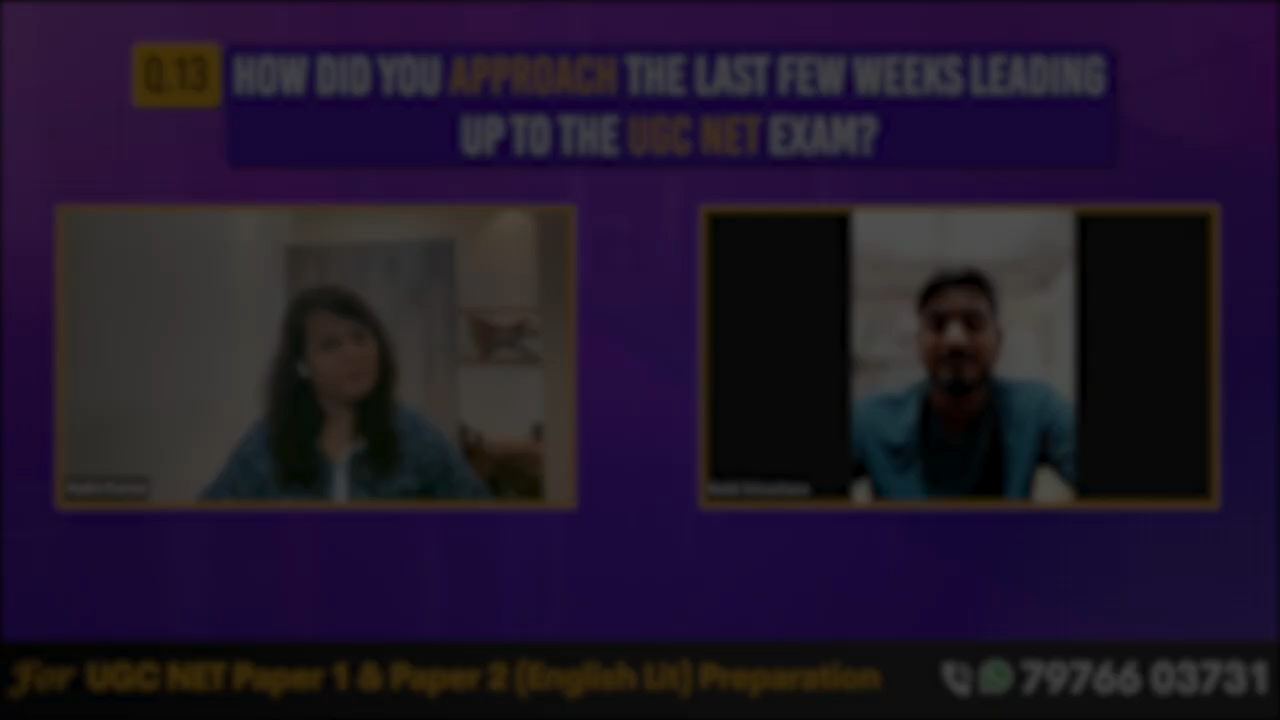 Q.13 HOW DID YOU APPROACH THE LAST FEW WEEKS LEADING
UP TO THE UGC NET EXAM?
For UGC NET Paper 1 & Paper 2 (English Lit) Preparation
79766 03731